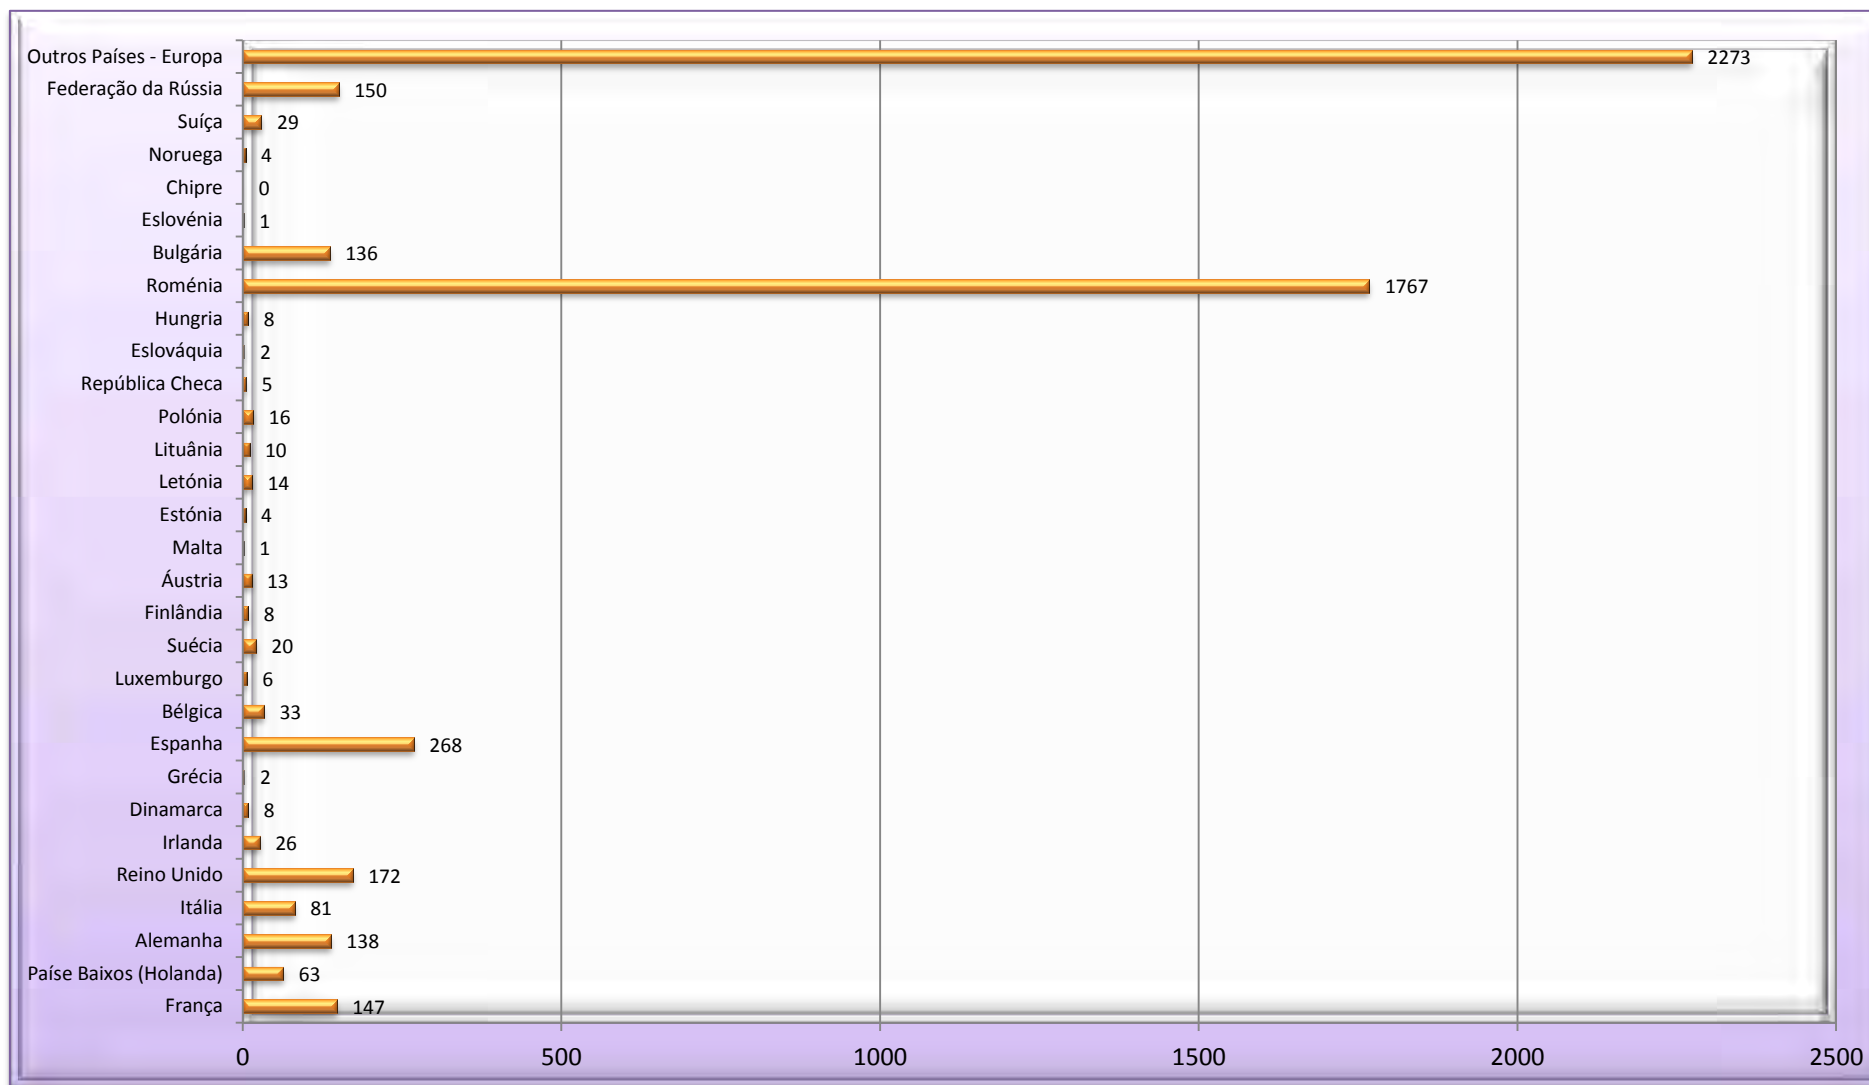 Outros Países - Europa 2273
Federação da Rússia 150
Suíça 29
Noruega 4
Chipre 0
Eslovénia 1
Bulgária 136
Roménia 1767
Hungria 8
Eslováquia 2
República Checa 5
Polónia 16
Lituânia 10
Letónia 14
Estónia 4
Malta 1
Áustria 13
Finlândia 8
Suécia 20
Luxemburgo 6
Bélgica 33
Espanha 268
Grécia 2
Dinamarca 8
Irlanda 26
Reino Unido 172
Itália 81
Alemanha 138
Paíse Baixos (Holanda) 63
França 147
0 500 1000 1500 2000 2500